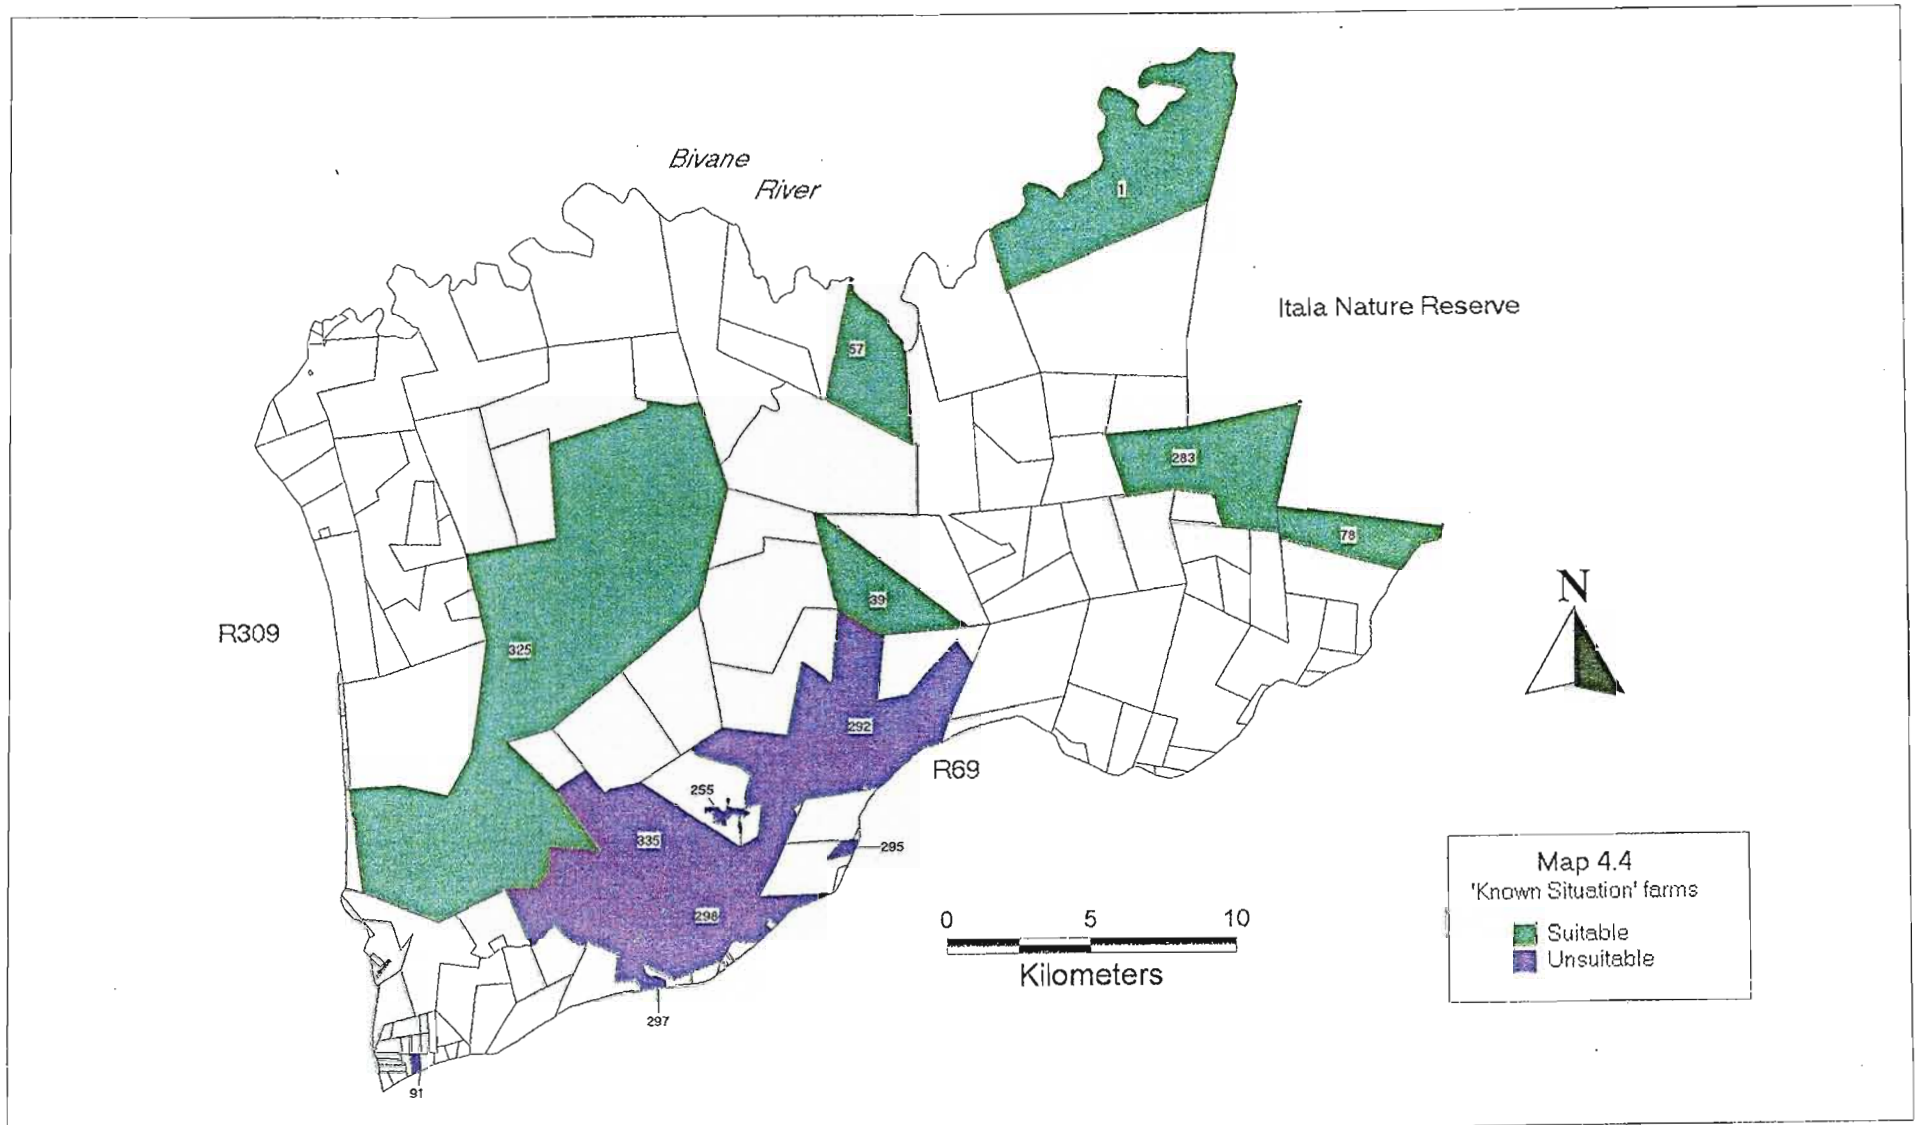 Bivane
River
1
Itala Nature Reserve
57
283
78
39
N
R309
325
292
R69
255
335
295
298
0 5 10
Kilometers
297
91
Map 4.4
'Known Situation' farms
Suitable
Unsuitable